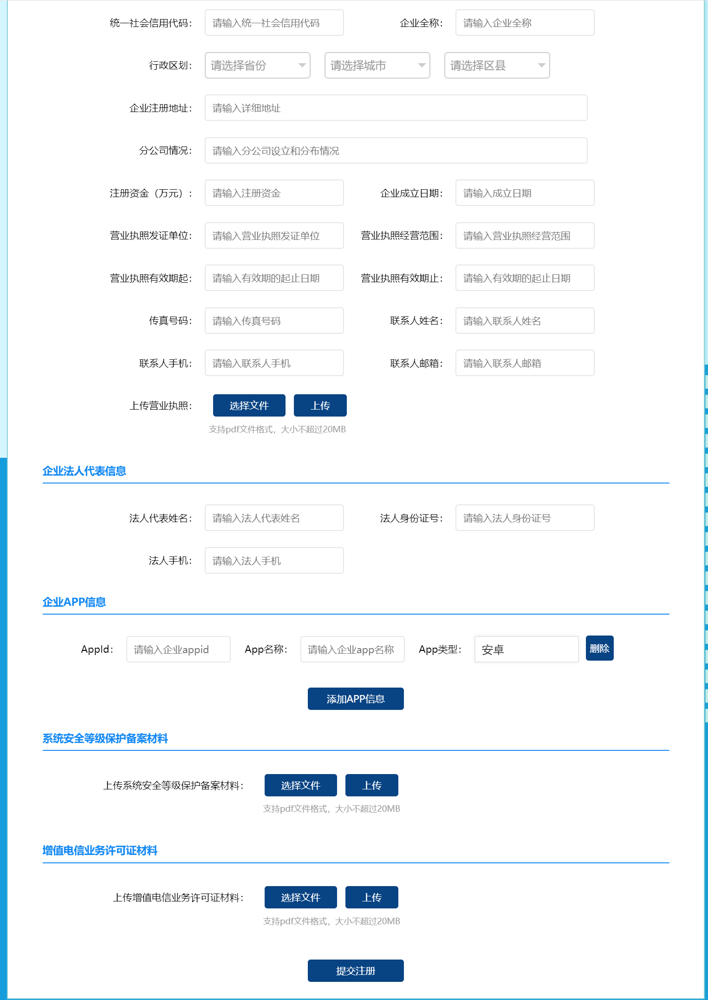 统一社会信用代码： 请输入统一社会信用代码 企业全称： 请输入企业全称
行政区划： 请选择省份 请选择城市 请选择区县
企业注册地址： 请输入详细地址
分公司情况： 请输入分公司设立和分布情况
注册资金（万元）： 请输入注册资金 企业成立日期： 请输入成立日期
营业执照发证单位： 请输入营业执照发证单位 营业执照经营范围： 请输入营业执照经营范围
营业执照有效期起： 请输入有效期的起止日期 营业执照有效期止： 请输入有效期的起止日期
传真号码： 请输入传真号码 联系人姓名： 请输入联系人姓名
联系人手机： 请输入联系人手机 联系人邮箱： 请输入联系人邮箱
上传营业执照： 选择文件 上传
支持pdf文件格式，大小不超过20MB
企业法人代表信息
法人代表姓名： 请输入法人代表姓名 法人身份证号： 请输入法人身份证号
法人手机： 请输入法人手机
企业APP信息
AppId： 请输入企业appid App名称： 请输入企业app名称 App类型： 安卓 删除
添加APP信息
系统安全等级保护备案材料
上传系统安全等级保护备案材料： 选择文件 上传
支持pdf文件格式，大小不超过20MB
增值电信业务许可证材料
上传增值电信业务许可证材料： 选择文件 上传
支持pdf文件格式，大小不超过20MB
提交注册